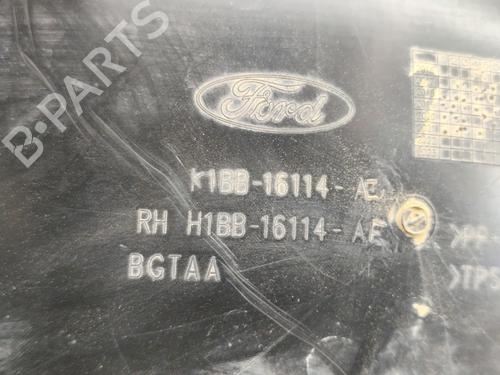 B-PARTS
Ford
K1BB-16114-AE
RH H1BB-16114-AE
BGTAA
>PP
>TPS